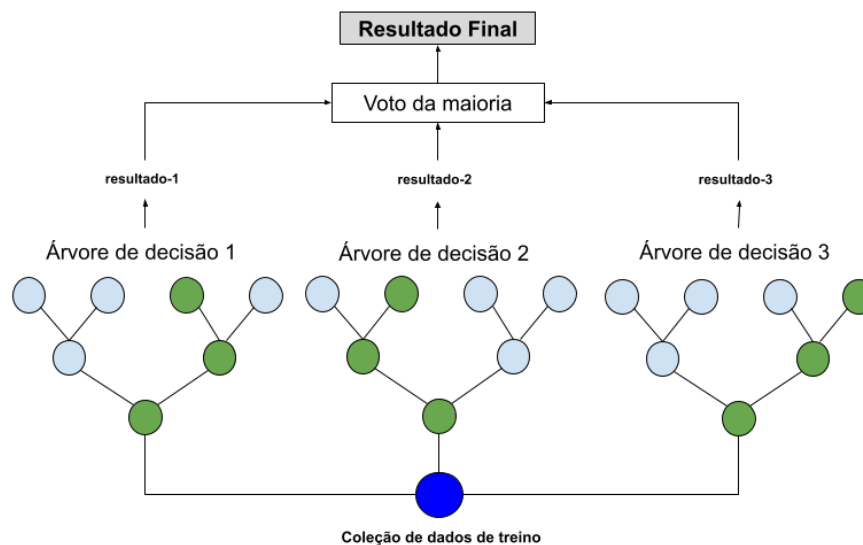 Resultado Final
Voto da maioria
resultado-1
resultado-2
resultado-3
Árvore de decisão 1
Árvore de decisão 2
Árvore de decisão 3
Coleção de dados de treino